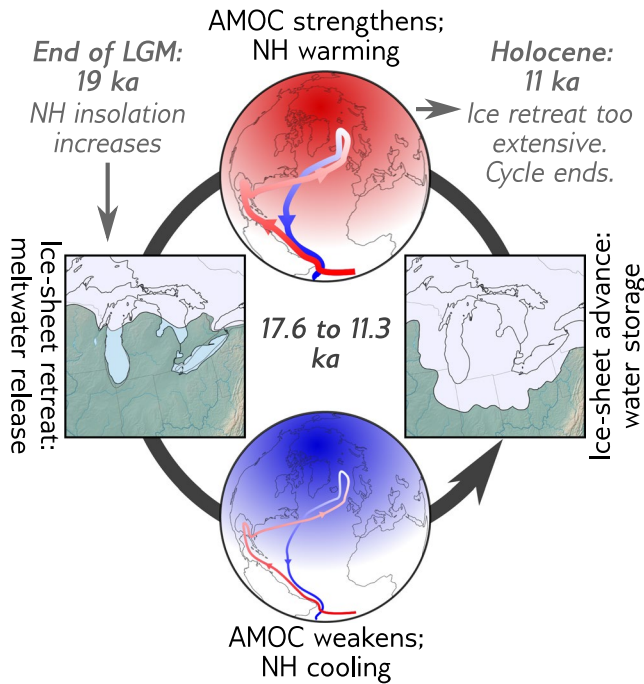 AMOC strengthens;
NH warming
End of LGM:
19 ka
NH insolation
increases
Holocene:
11 ka
Ice retreat too
extensive.
Cycle ends.
Ice-sheet retreat:
meltwater release
17.6 to 11.3
ka
Ice-sheet advance:
water storage
AMOC weakens;
NH cooling